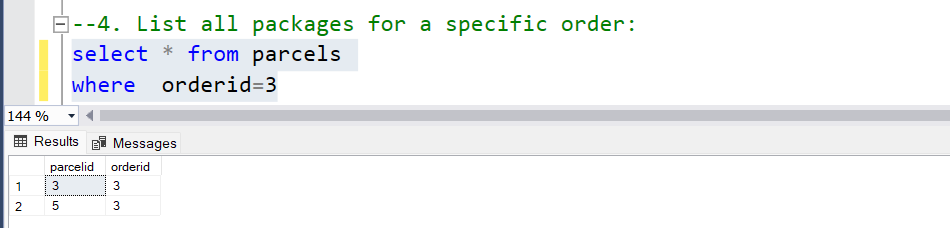 --4. List all packages for a specific order:
select * from parcels
where  orderid=3
144 %
Results Messages
parcelid orderid
1 3 3
2 5 3